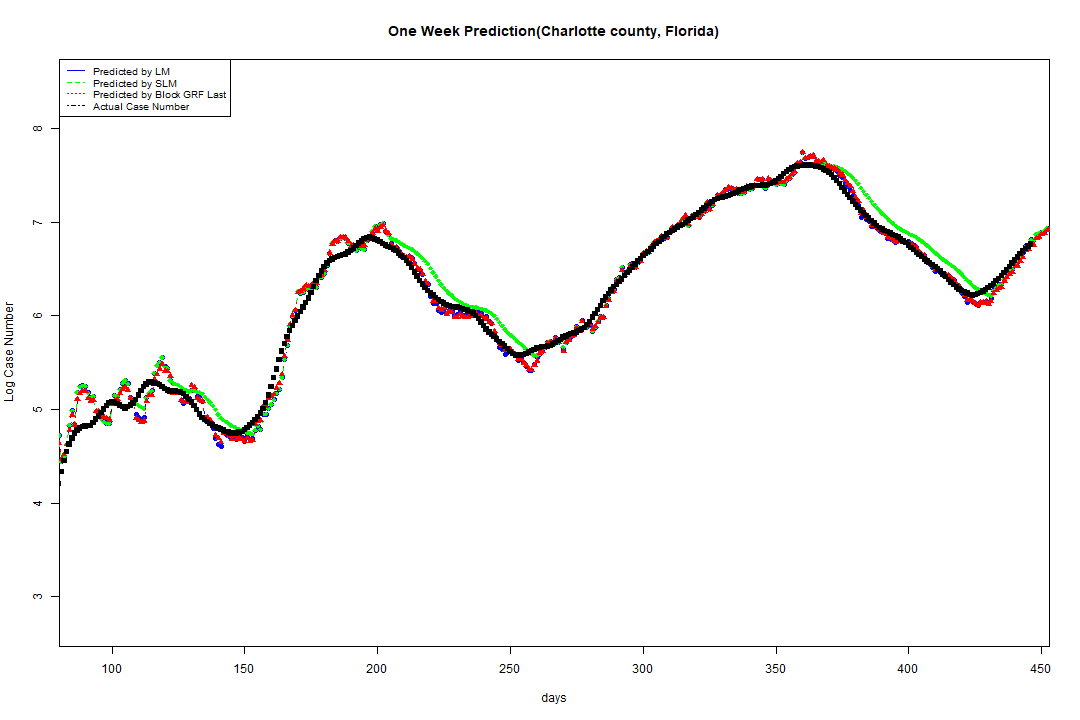 One Week Prediction(Charlotte county, Florida)
Predicted by LM
Predicted by SLM
Predicted by Block GRF Last
Actual Case Number
8
7
6
5
4
3
Log Case Number
100 150 200 250 300 350 400 450
days